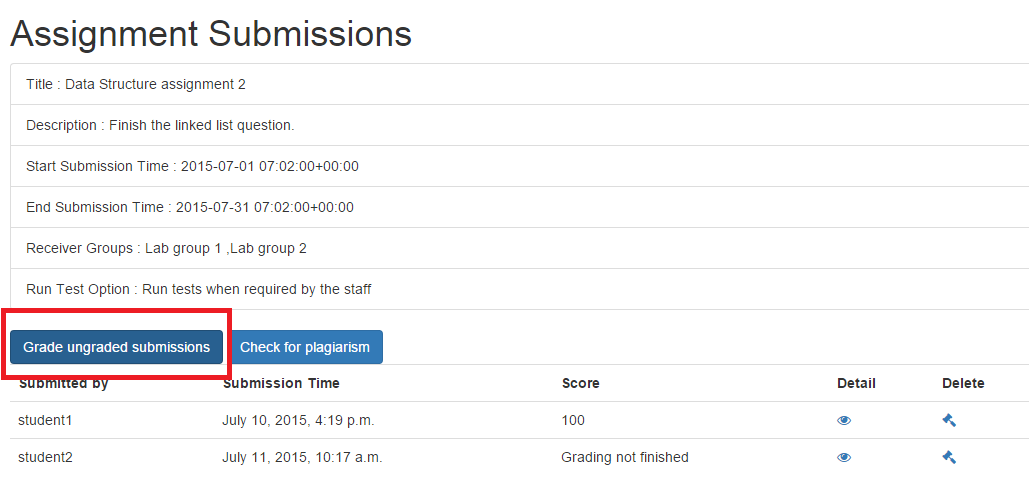 Assignment Submissions
Title : Data Structure assignment 2
Description : Finish the linked list question.
Start Submission Time : 2015-07-01 07:02:00+00:00
End Submission Time : 2015-07-31 07:02:00+00:00
Receiver Groups : Lab group 1 ,Lab group 2
Run Test Option : Run tests when required by the staff
Grade ungraded submissions Check for plagiarism
Submitted by Submission Time Score Detail Delete
student1 July 10, 2015, 4:19 p.m. 100
student2 July 11, 2015, 10:17 a.m. Grading not finished